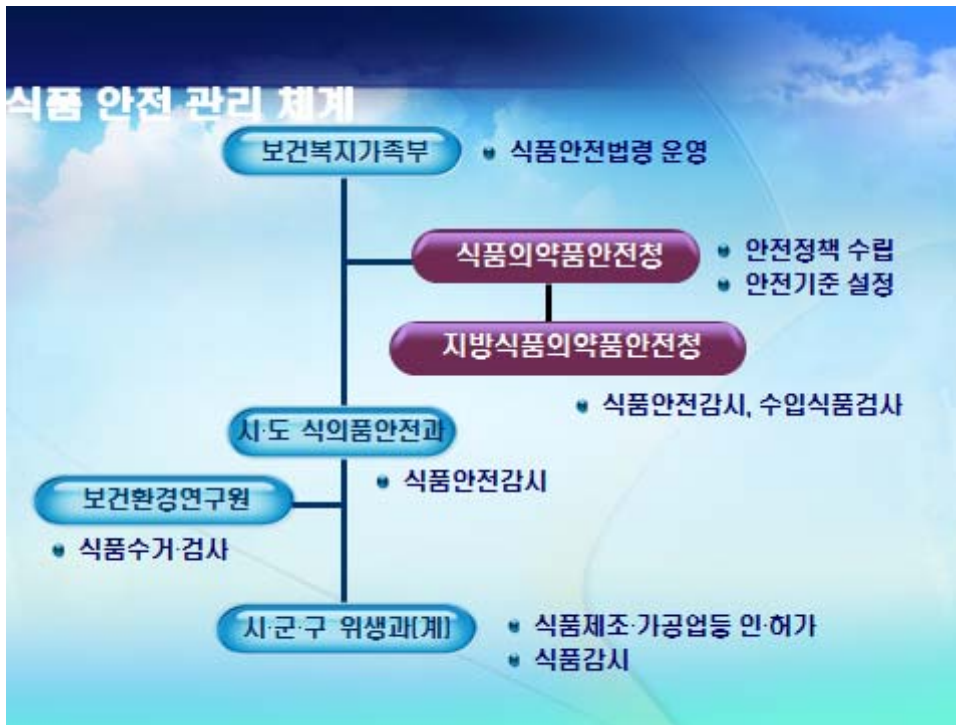 식품 안전 관리 체계
보건복지가족부
식품안전법령 운영
식품의약품안전청
안전정책 수립
안전기준 설정
지방식품의약품안전청
식품안전감시, 수입식품검사
시·도 식의품안전과
식품안전감시
보건환경연구원
식품수거·검사
시·군·구 위생과(계)
식품제조·가공업등 인·허가
식품감시